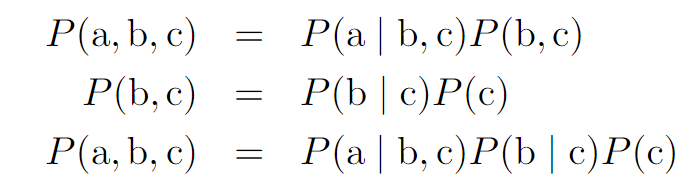 P(a, b, c) = P(a | b, c)P(b, c)
P(b, c) = P(b | c)P(c)
P(a, b, c) = P(a | b, c)P(b | c)P(c)